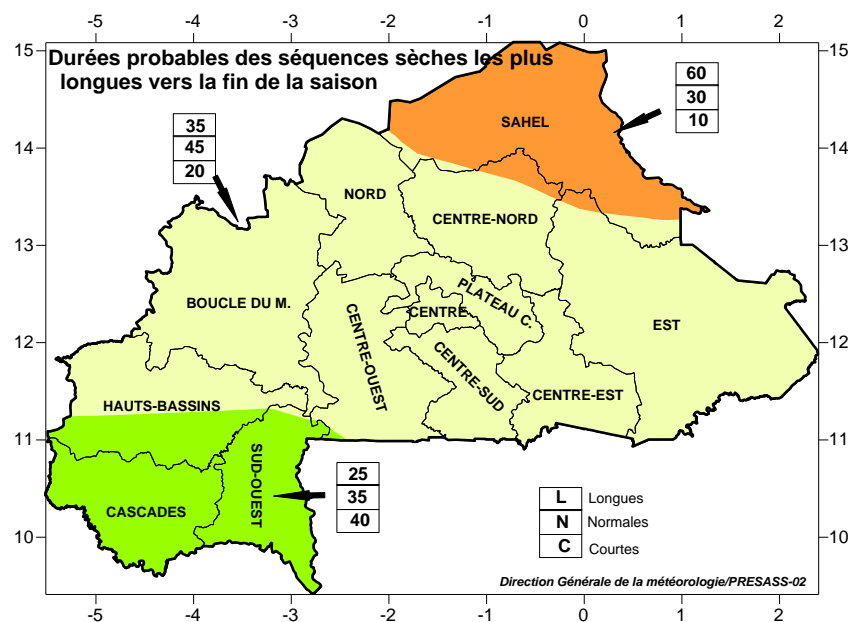 -5 -4 -3 -2 -1 0 1 2
15 15
Durées probables des séquences sèches les plus
longues vers la fin de la saison
60
30
10
SAHEL
35
45
20
14 14
NORD
CENTRE-NORD
13 13
BOUCLE DU M.
PLATEAU C.
CENTRE
EST
12 12
CENTRE-OUEST
CENTRE-SUD
CENTRE-EST
HAUTS-BASSINS
11 11
SUD-OUEST
25
35
40
CASCADES
L Longues
N Normales
C Courtes
10 10
Direction Générale de la météorologie/PRESASS-02
-5 -4 -3 -2 -1 0 1 2